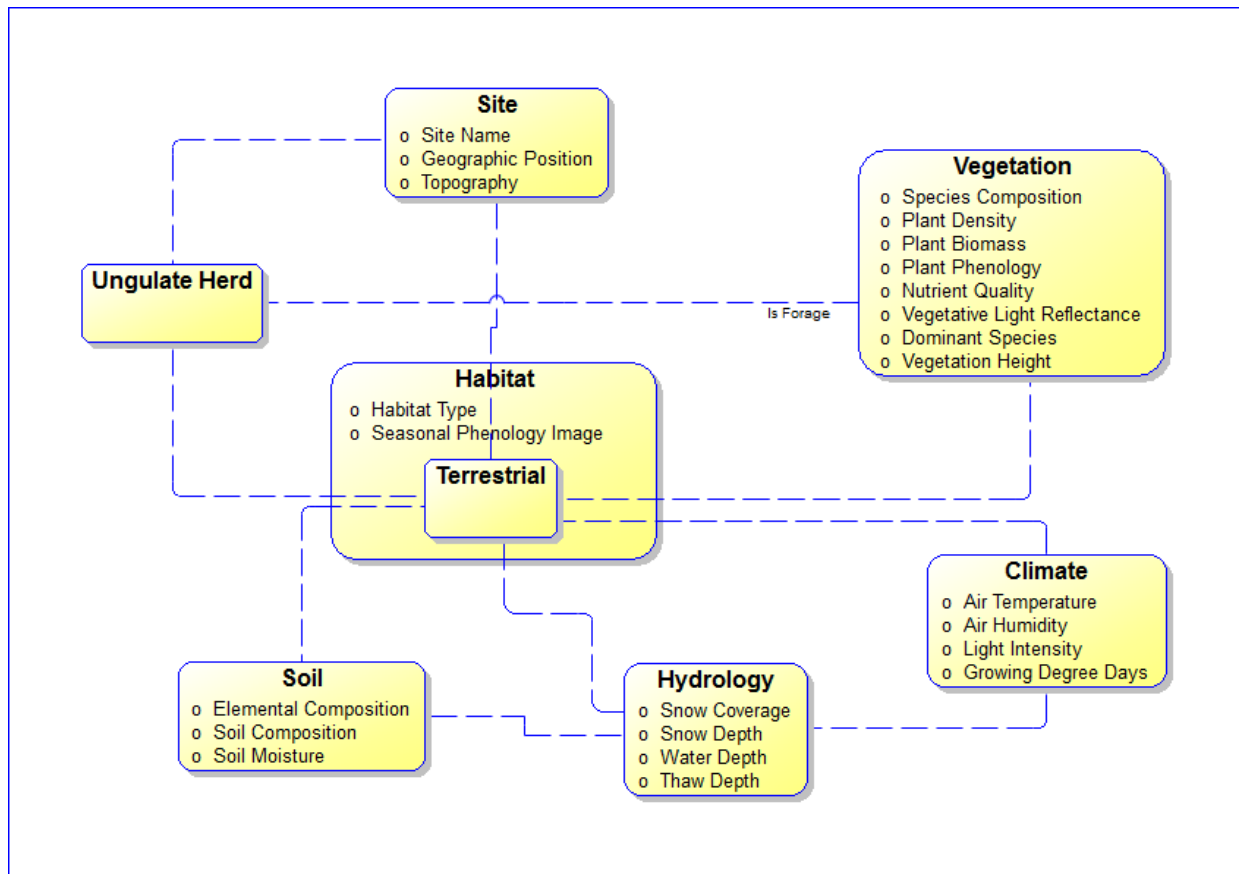 Site
o Site Name
o Geographic Position
o Topography
Vegetation
o Species Composition
o Plant Density
o Plant Biomass
o Plant Phenology
o Nutrient Quality
o Vegetative Light Reflectance
o Dominant Species
o Vegetation Height
Ungulate Herd
Is Forage
Habitat
o Habitat Type
o Seasonal Phenology Image
Terrestrial
Climate
o Air Temperature
o Air Humidity
o Light Intensity
o Growing Degree Days
Soil
o Elemental Composition
o Soil Composition
o Soil Moisture
Hydrology
o Snow Coverage
o Snow Depth
o Water Depth
o Thaw Depth